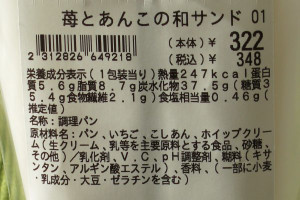 苺とあんこの和サンド 01
(本体)¥ 322
2312826 649218 (税込)¥ 348
栄養成分表示(1包装当り)熱量247kcal蛋白
質5.6g脂質8.7g炭水化物37.5g(糖質3
5.4g食物繊維2.1g)食塩相当量0.46g(
推定値)
名称:調理パン
原材料名:パン、いちご、こしあん、ホイップクリー
ム(生クリーム、乳等を主要原料とする食品、砂糖、
その他)/乳化剤、V.C、pH調整剤、糊料(キサ
ンタン、アルギン酸エステル)、香料、(一部に小麦
・乳成分・大豆・ゼラチンを含む)